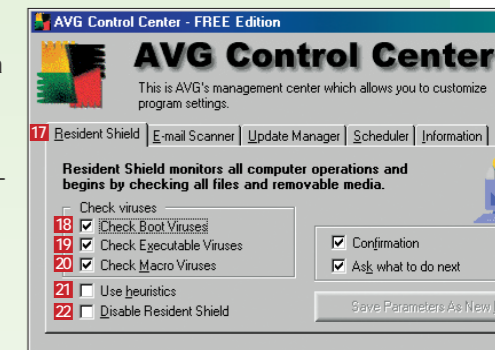 AVG Control Center - FREE Edition
AVG Control Center
This is AVG's management center which allows you to customize
program settings.
17 Resident Shield E-mail Scanner Update Manager Scheduler Information
Resident Shield monitors all computer operations and
begins by checking all files and removable media.
Check viruses
18 Check Boot Viruses
19 Check Executable Viruses
20 Check Macro Viruses
Confirmation
Ask what to do next
21 Use heuristics
22 Disable Resident Shield
Save Parameters As New